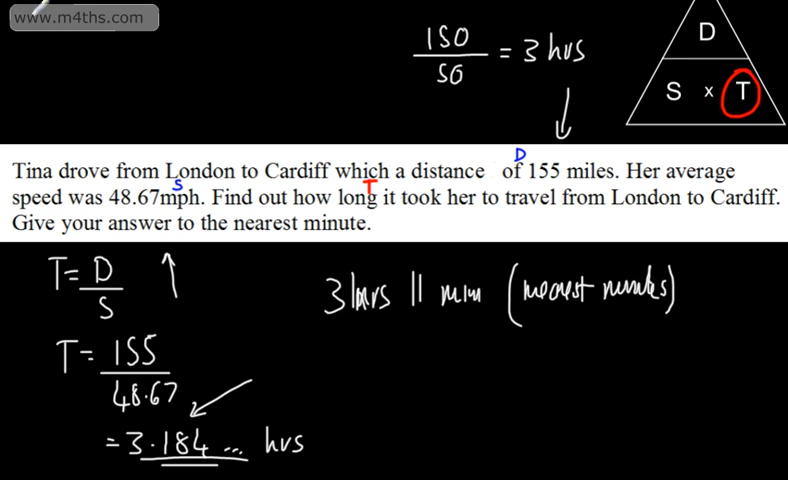 www.m4ths.com
150
50
= 3 hrs
D
S x T
D
Tina drove from London to Cardiff which a distance of 155 miles. Her average
S
T
speed was 48.67mph. Find out how long it took her to travel from London to Cardiff.
Give your answer to the nearest minute.
T= D
S
3 hrs 11 min (nearest minutes)
T= 155
48.67
= 3.184... hrs